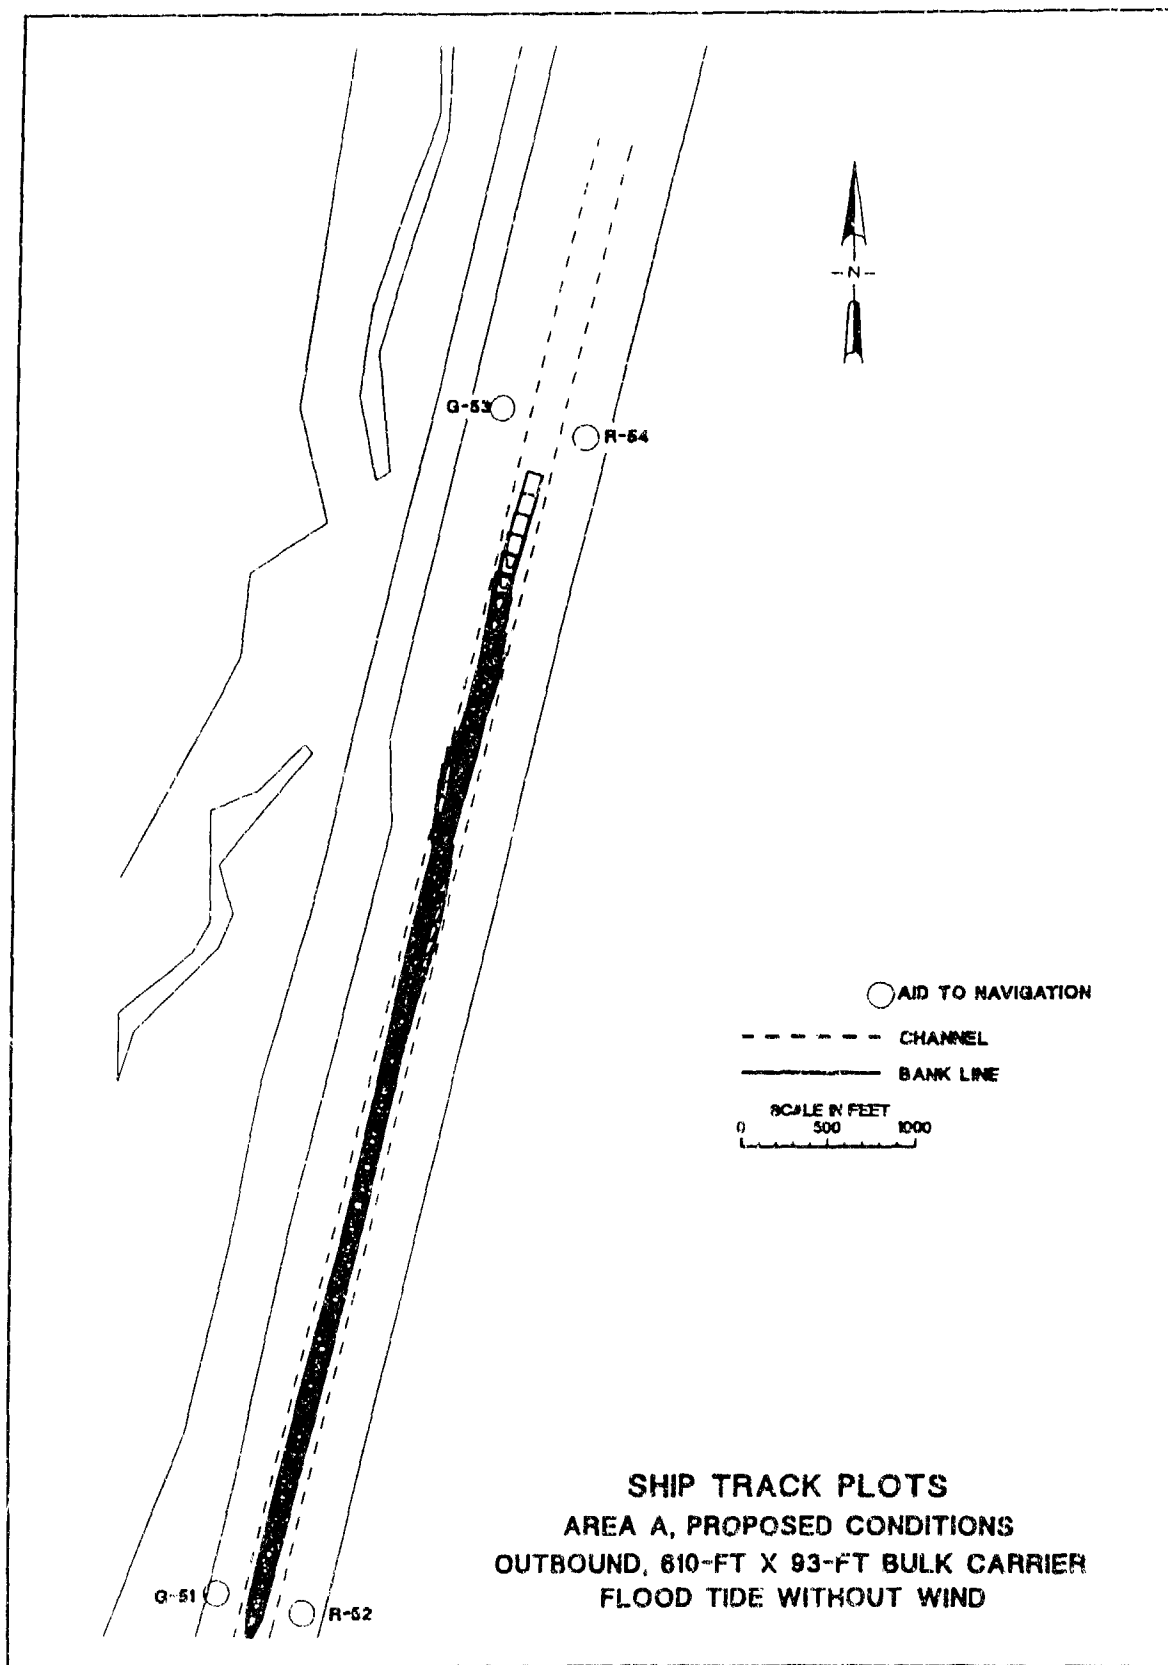 -N-
G-53
R-54
AID TO NAVIGATION
CHANNEL
BANK LINE
SCALE IN FEET
0 500 1000
SHIP TRACK PLOTS
AREA A, PROPOSED CONDITIONS
OUTBOUND, 610-FT X 93-FT BULK CARRIER
FLOOD TIDE WITHOUT WIND
G-51
R-52